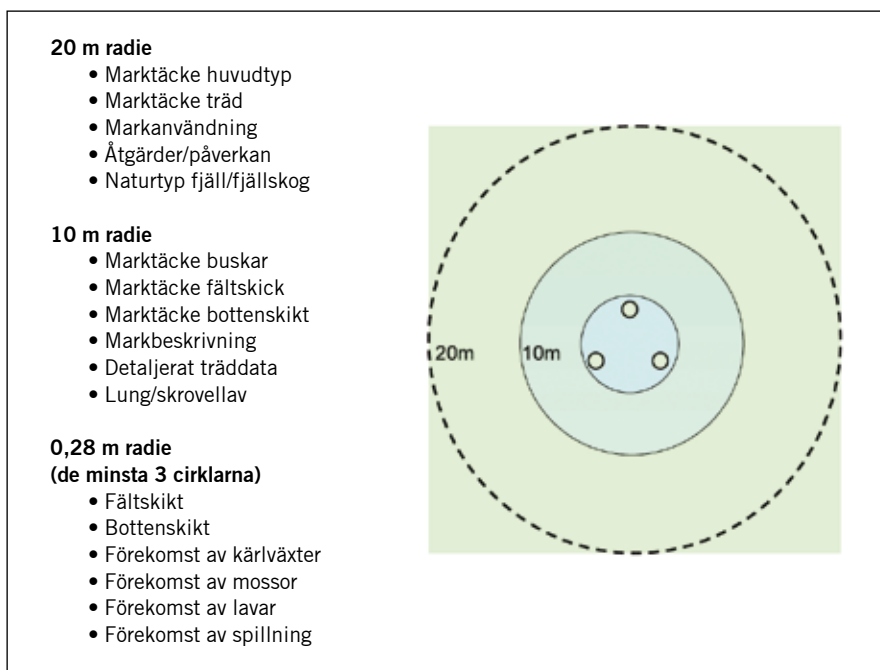 20 m radie
• Marktäcke huvudtyp
• Marktäcke träd
• Markanvändning
• Åtgärder/påverkan
• Naturtyp fjäll/fjällskog
10 m radie
• Marktäcke buskar
• Marktäcke fältskick
• Marktäcke bottenskikt
• Markbeskrivning
• Detaljerat träddata
• Lung/skrovellav
0,28 m radie
(de minsta 3 cirklarna)
• Fältskikt
• Bottenskikt
• Förekomst av kärlväxter
• Förekomst av mossor
• Förekomst av lavar
• Förekomst av spillning
20m
10m